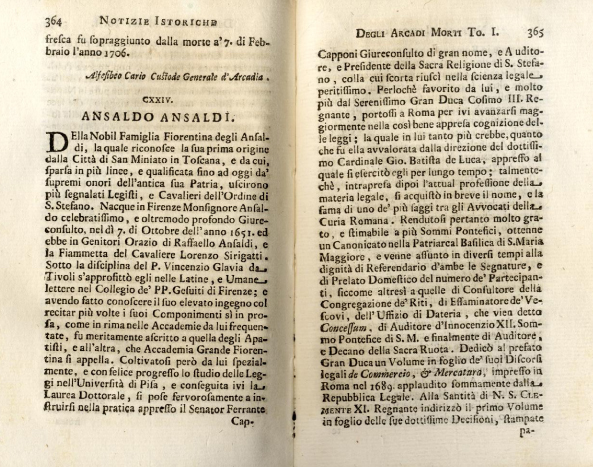 364 NOTIZIE ISTORICHE
fresca fu sopraggiunto dalla morte a' 7. di Feb-
braio l'anno 1706.
Alfesibeo Cario Custode Generale d'Arcadia.
CXXIV.
ANSALDO ANSALDI.
DElla Nobil Famiglia Fiorentina degli Ansal-
di, la quale riconosce la sua prima origine
dalla Città di San Miniato in Toscana, e da cui,
sparsa in più linee, e qualificata fino ad oggi da'
supremi onori dell'antica sua Patria, uscirono
più segnalati Legisti, e Cavalieri dell'Ordine di
S. Stefano. Nacque in Firenze Monsignore Ansal-
do celebratissimo, e oltremodo profondo Giure-
consulto, nel dì 7. di Ottobre dell'anno 1651. ed
ebbe in Genitori Orazio di Raffaello Ansaldi, e
la Fiammetta del Cavaliere Lorenzo Sirigatti.
Sotto la disciplina del P. Vincenzio Glavia da
Tivoli s'approfittò egli nelle Latine, e Umane
lettere nel Collegio de' PP. Gesuiti di Firenze; e
avendo fatto conoscere il suo elevato ingegno col
recitar più volte i suoi Componimenti sì in pro-
sa, come in rima nelle Accademie da lui frequen-
tate, fu meritamente ascritto a quella degli Apa-
tisti, e all'altra, che Accademia Grande Fioren-
tina si appella. Coltivatosi però da lui spezial-
mente, e con felice progresso lo studio delle Leg-
gi nell'Università di Pisa, e conseguita ivi la
Laurea Dottorale, si pose fervorosamente a in-
struirsi nella pratica appresso il Senator Ferrante
Cap-
DEGLI ARCADI MORTI TO. I. 365
Capponi Giureconsulto di gran nome, e Audito-
re, e Presidente della Sacra Religione di S. Stefa-
no, colla cui scorta riuscì nella scienza legale
peritissimo. Perlochè favorito da lui, e molto
più dal Serenissimo Gran Duca Cosimo III. Re-
gnante, portossi a Roma per ivi avanzarsi mag-
giormente nella così bene appresa cognizione del-
le leggi; la quale in lui tanto più crebbe, quanto
che fu ella avvalorata dalla direzione del dottissi-
mo Cardinale Gio. Batista de Luca, appresso al
quale si esercitò egli per lungo tempo; talmente-
chè, intrapresa dipoi l'attual professione della
materia legale, si acquistò in breve il nome, e la
fama di uno de' più saggi tra gli Avvocati della
Curia Romana. Rendutosi pertanto molto gra-
to, e stimabile a più Sommi Pontefici, ottenne
un Canonicato nella Patriarcal Basilica di S. Maria
Maggiore, e venne assunto in diversi tempi alla
dignità di Referendario d'ambe le Segnature, e
di Prelato Domestico del numero de' Partecipan-
ti, siccome altresì a quelle di Consultore della
Congregazione de' Riti, di Essaminatore de' Ve-
scovi, dell'Uffizio di Dateria, che vien detto
Concessum, di Auditore d'Innocenzio XII. Som-
mo Pontefice di S. M. e finalmente di Auditore,
e Decano della Sacra Ruota. Dedicò al prefato
Gran Duca un Volume in foglio de' suoi Discorsi
legali de Commercio, & Mercatura, impresso in
Roma nel 1689. applaudito sommamente dalla
Repubblica Legale. Alla Santità di N. S. CLE-
MENTE XI. Regnante indirizzò il primo Volume
in foglio delle sue dottissime Decisioni, stampate
pa-